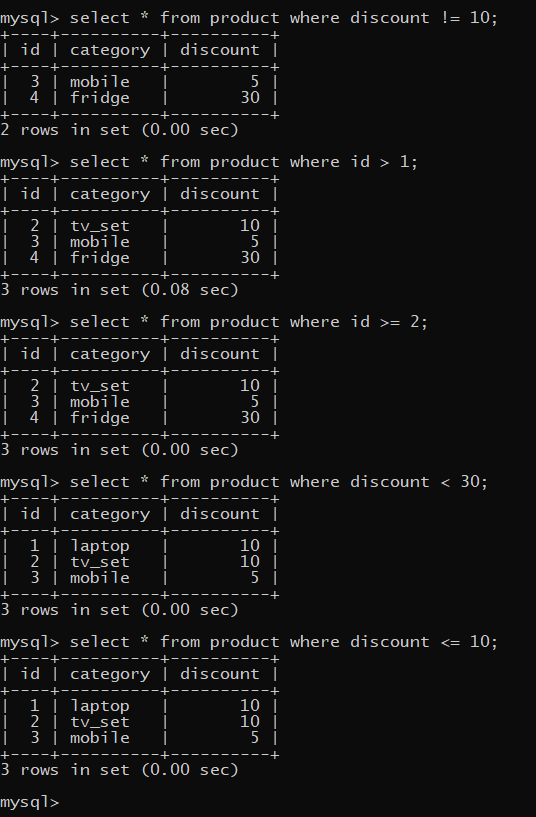 mysql> select * from product where discount != 10;
+----+----------+----------+
| id | category | discount |
+----+----------+----------+
|  3 | mobile   |        5 |
|  4 | fridge   |       30 |
+----+----------+----------+
2 rows in set (0.00 sec)

mysql> select * from product where id > 1;
+----+----------+----------+
| id | category | discount |
+----+----------+----------+
|  2 | tv_set   |       10 |
|  3 | mobile   |        5 |
|  4 | fridge   |       30 |
+----+----------+----------+
3 rows in set (0.08 sec)

mysql> select * from product where id >= 2;
+----+----------+----------+
| id | category | discount |
+----+----------+----------+
|  2 | tv_set   |       10 |
|  3 | mobile   |        5 |
|  4 | fridge   |       30 |
+----+----------+----------+
3 rows in set (0.00 sec)

mysql> select * from product where discount < 30;
+----+----------+----------+
| id | category | discount |
+----+----------+----------+
|  1 | laptop   |       10 |
|  2 | tv_set   |       10 |
|  3 | mobile   |        5 |
+----+----------+----------+
3 rows in set (0.00 sec)

mysql> select * from product where discount <= 10;
+----+----------+----------+
| id | category | discount |
+----+----------+----------+
|  1 | laptop   |       10 |
|  2 | tv_set   |       10 |
|  3 | mobile   |        5 |
+----+----------+----------+
3 rows in set (0.00 sec)

mysql>